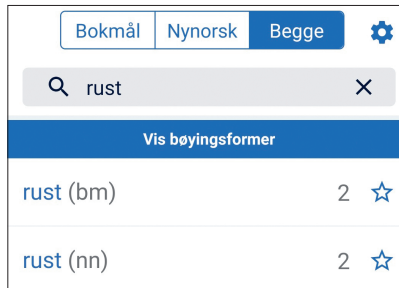 Bokmål Nynorsk Begge
rust
Vis bøyingsformer
rust (bm) 2
rust (nn) 2